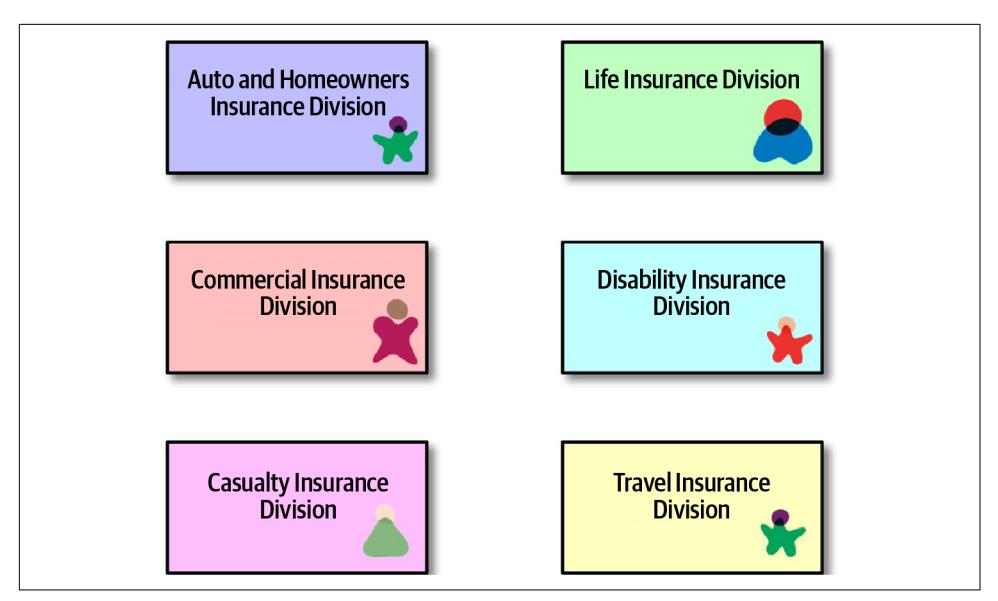 Auto and Homeowners
Insurance Division
Life Insurance Division
Commercial Insurance
Division
Disability Insurance
Division
Casualty Insurance
Division
Travel Insurance
Division